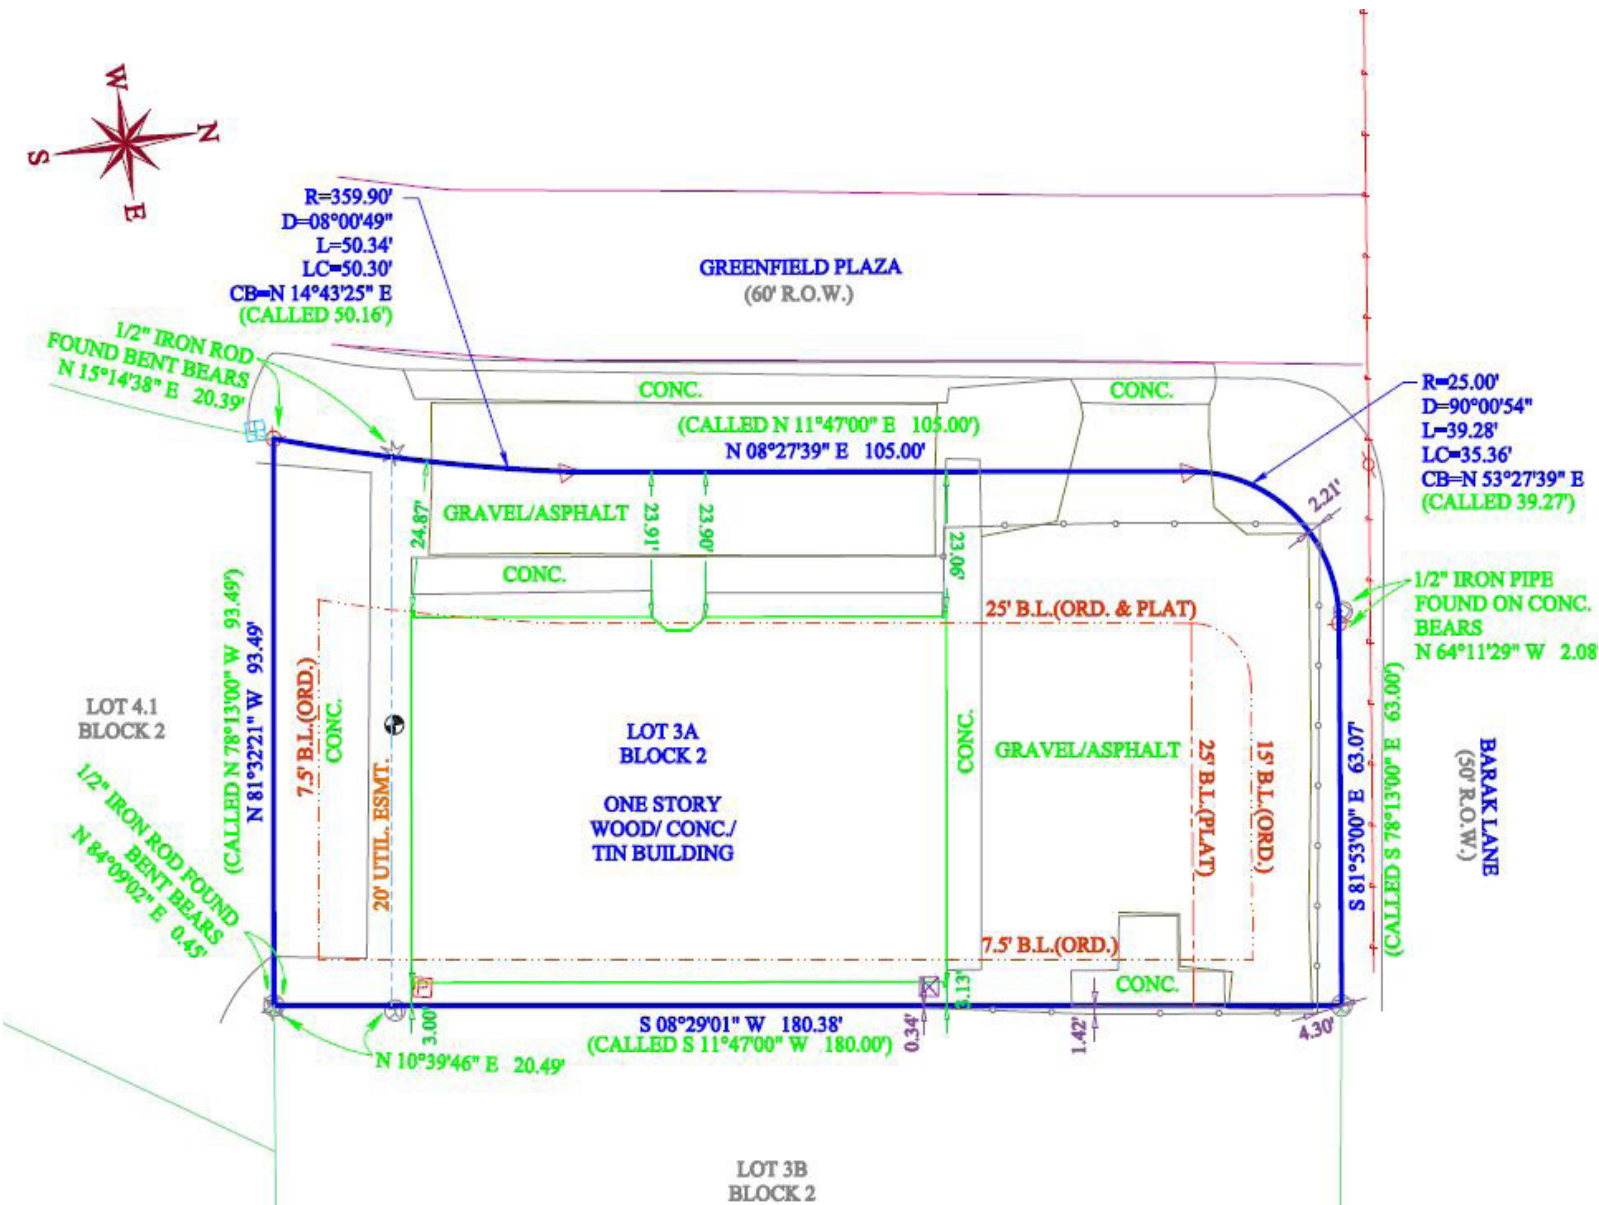 W
N
S
E
R=359.90'
D=08°00'49"
L=50.34'
LC=50.30'
CB=N 14°43'25" E
(CALLED 50.16')
GREENFIELD PLAZA
(60' R.O.W.)
1/2" IRON ROD
FOUND BENT BEARS
N 15°14'38" E 20.39'
CONC.
CONC.
(CALLED N 11°47'00" E 105.00')
N 08°27'39" E 105.00'
R=25.00'
D=90°00'54"
L=39.28'
LC=35.36'
CB=N 53°27'39" E
(CALLED 39.27')
2.21'
24.87'
GRAVEL/ASPHALT
23.91'
23.90'
23.06'
CONC.
1/2" IRON PIPE
FOUND ON CONC.
BEARS
N 64°11'29" W 2.08'
25' B.L.(ORD. & PLAT)
(CALLED N 78°13'00" W 93.49')
N 81°32'21" W 93.49'
7.5' B.L.(ORD.)
CONC.
20' UTIL. ESMT.
LOT 4.1
BLOCK 2
LOT 3A
BLOCK 2
ONE STORY
WOOD/ CONC./
TIN BUILDING
CONC.
GRAVEL/ASPHALT
25' B.L.(PLAT)
15' B.L.(ORD.)
S 81°53'00" E 63.07'
(CALLED S 78°13'00" E 63.00')
BARAK LANE
(50' R.O.W.)
1/2" IRON ROD FOUND
BENT BEARS
N 84°09'02" E 0.45'
7.5' B.L.(ORD.)
CONC.
3.13'
3.00'
S 08°29'01" W 180.38'
(CALLED S 11°47'00" W 180.00')
0.34'
1.42'
4.30'
N 10°39'46" E 20.49'
LOT 3B
BLOCK 2